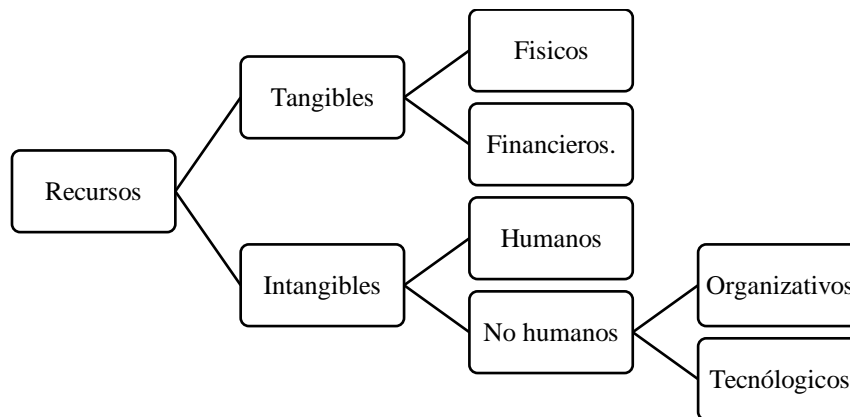 Recursos
Tangibles
Fisicos
Financieros.
Intangibles
Humanos
No humanos
Organizativos
Tecnólogicos